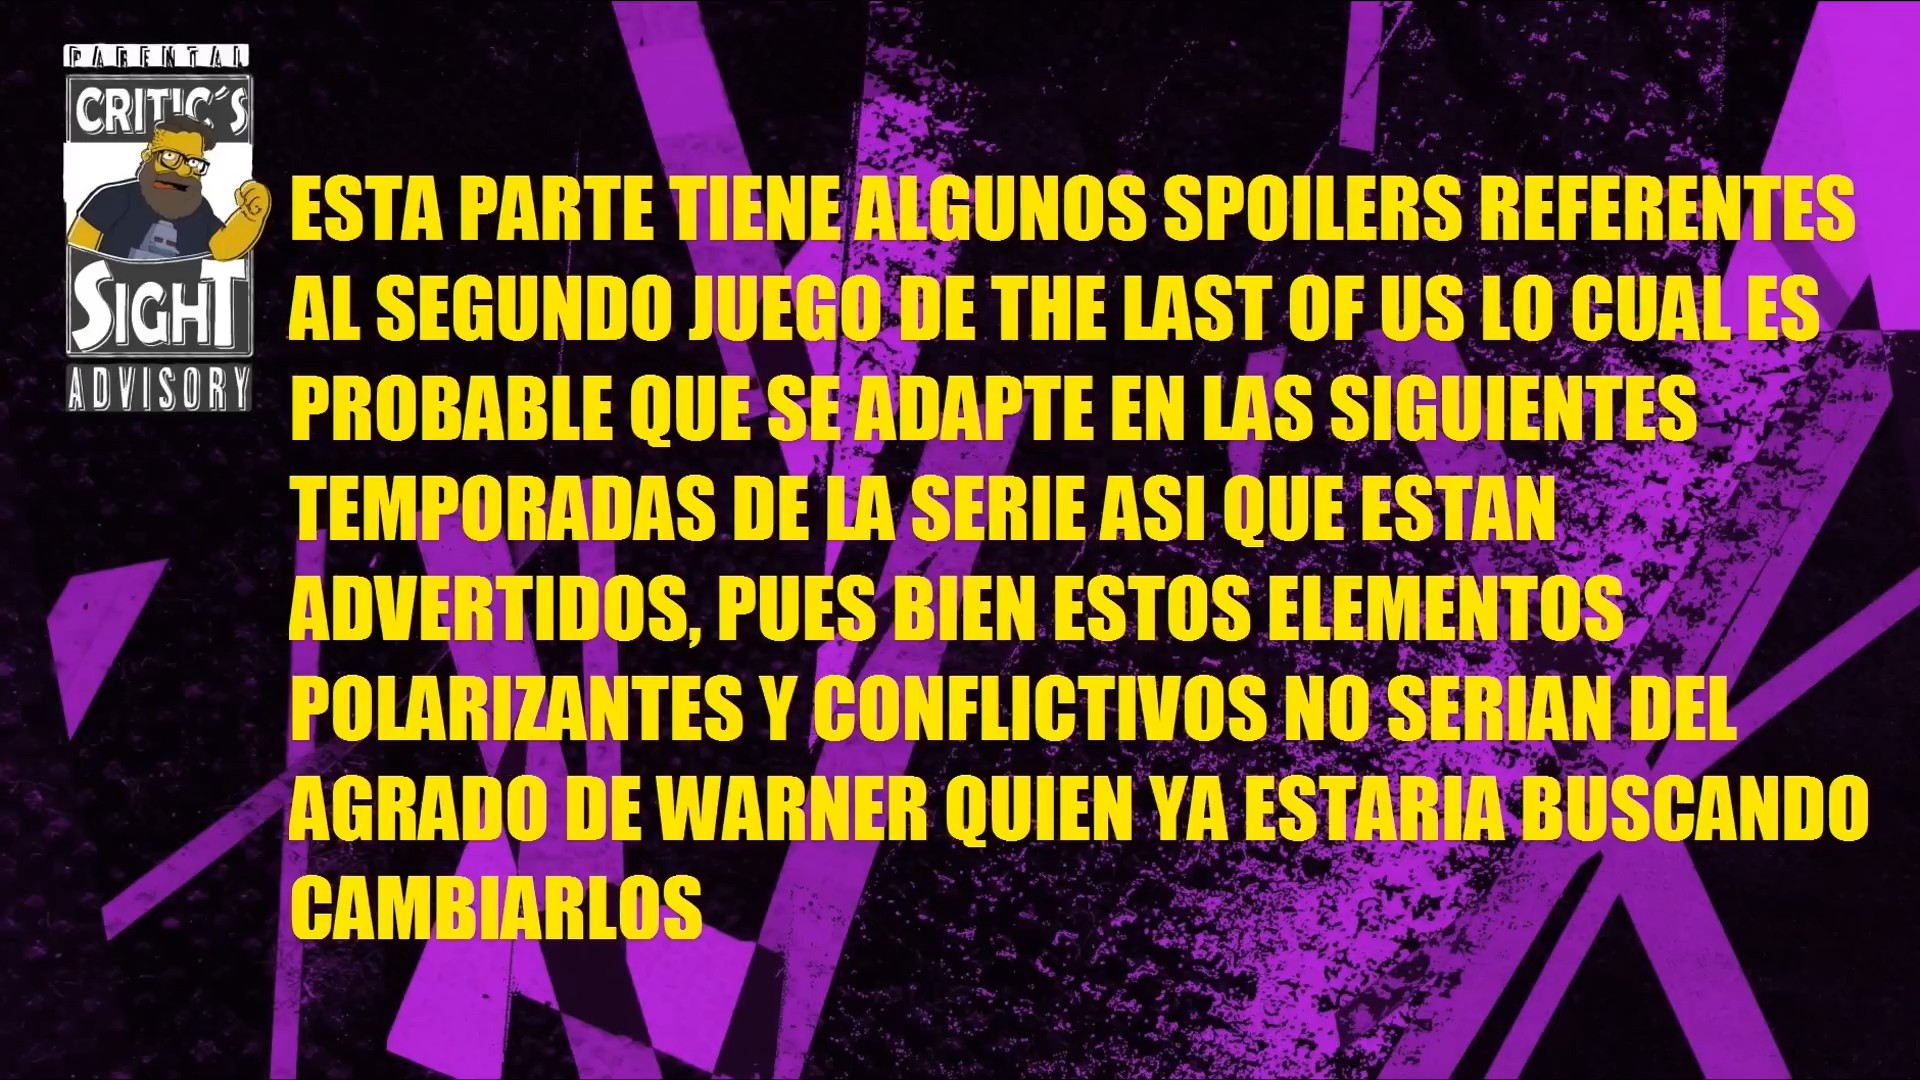 PARENTAL
CRITIC´S
SIGHT
ADVISORY
ESTA PARTE TIENE ALGUNOS SPOILERS REFERENTES
AL SEGUNDO JUEGO DE THE LAST OF US LO CUAL ES
PROBABLE QUE SE ADAPTE EN LAS SIGUIENTES
TEMPORADAS DE LA SERIE ASI QUE ESTAN
ADVERTIDOS, PUES BIEN ESTOS ELEMENTOS
POLARIZANTES Y CONFLICTIVOS NO SERIAN DEL
AGRADO DE WARNER QUIEN YA ESTARIA BUSCANDO
CAMBIARLOS